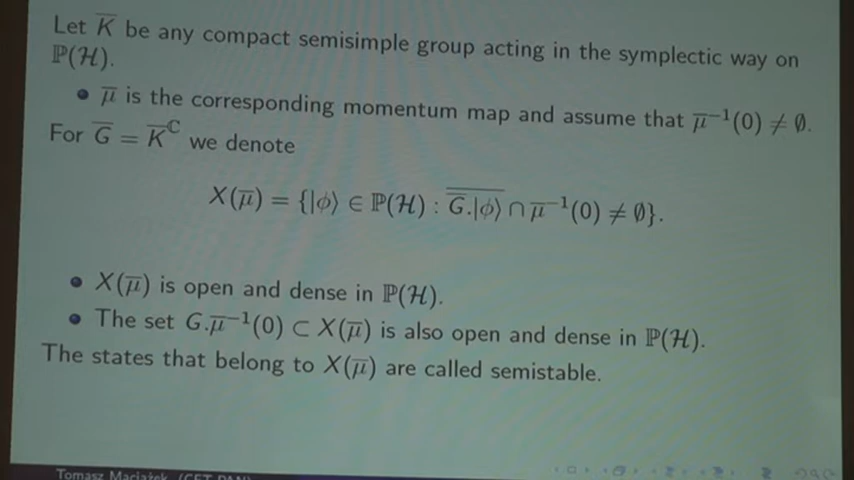 Let K̅ be any compact semisimple group acting in the symplectic way on
ℙ(ℋ).
• μ̅ is the corresponding momentum map and assume that μ̅⁻¹(0) ≠ ∅.
For G̅ = K̅^ℂ we denote
X(μ̅) = {|φ⟩ ∈ ℙ(ℋ) : \overline{G̅.|φ⟩} ∩ μ̅⁻¹(0) ≠ ∅}.
• X(μ̅) is open and dense in ℙ(ℋ).
• The set G.μ̅⁻¹(0) ⊂ X(μ̅) is also open and dense in ℙ(ℋ).
The states that belong to X(μ̅) are called semistable.
Tomasz Maciążek (CFT PAN)